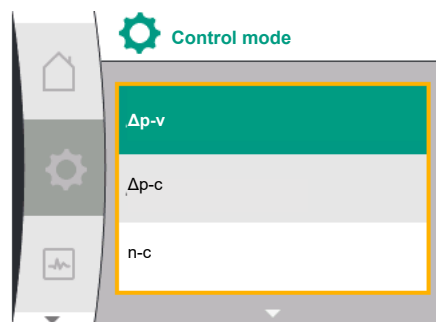 Control mode
Δp-v
Δp-c
n-c